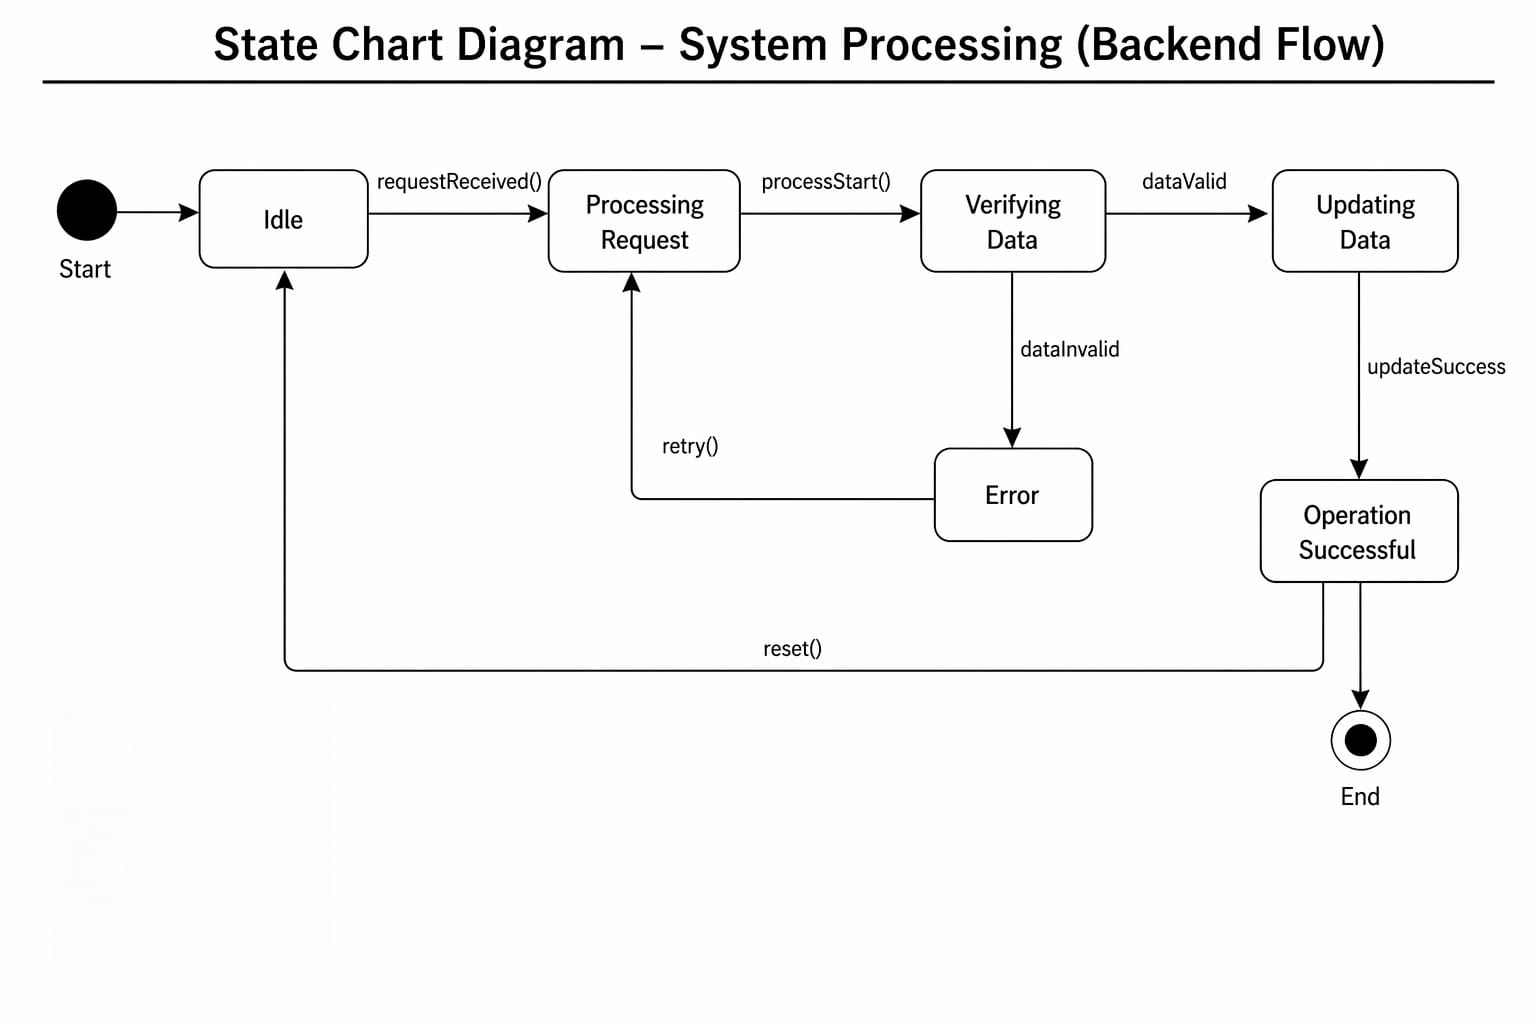 State Chart Diagram – System Processing (Backend Flow)
Start
Idle
requestReceived()
Processing
Request
processStart()
Verifying
Data
dataValid
Updating
Data
dataInvalid
updateSuccess
retry()
Error
Operation
Successful
reset()
End